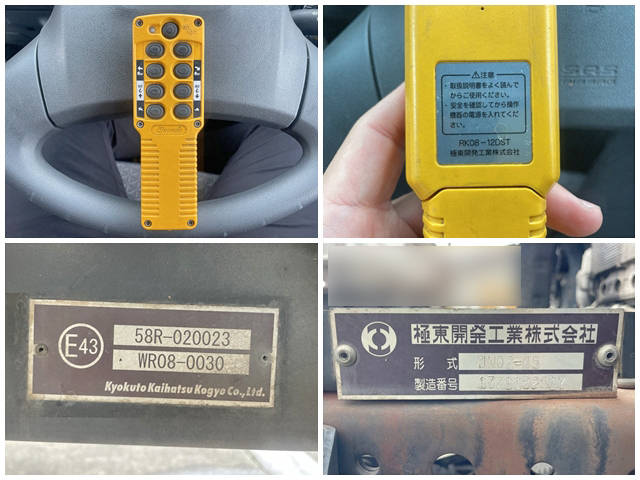 ⚠注意
・取扱説明書をよく読んで
からご使用ください。
・安全を確認してから操作
機器の電源を入れてくだ
さい。
RK08-12DST
極東開発工業株式会社
SRS
E43
58R-020023
WR08-0030
Kyokuto Kaihatsu Kogyo Co., Ltd.
極東開発工業株式会社
形式
製造番号